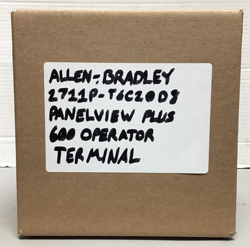 ALLEN-BRADLEY
2711P-T6C20D8
PANELVIEW PLUS
600 OPERATOR
TERMINAL